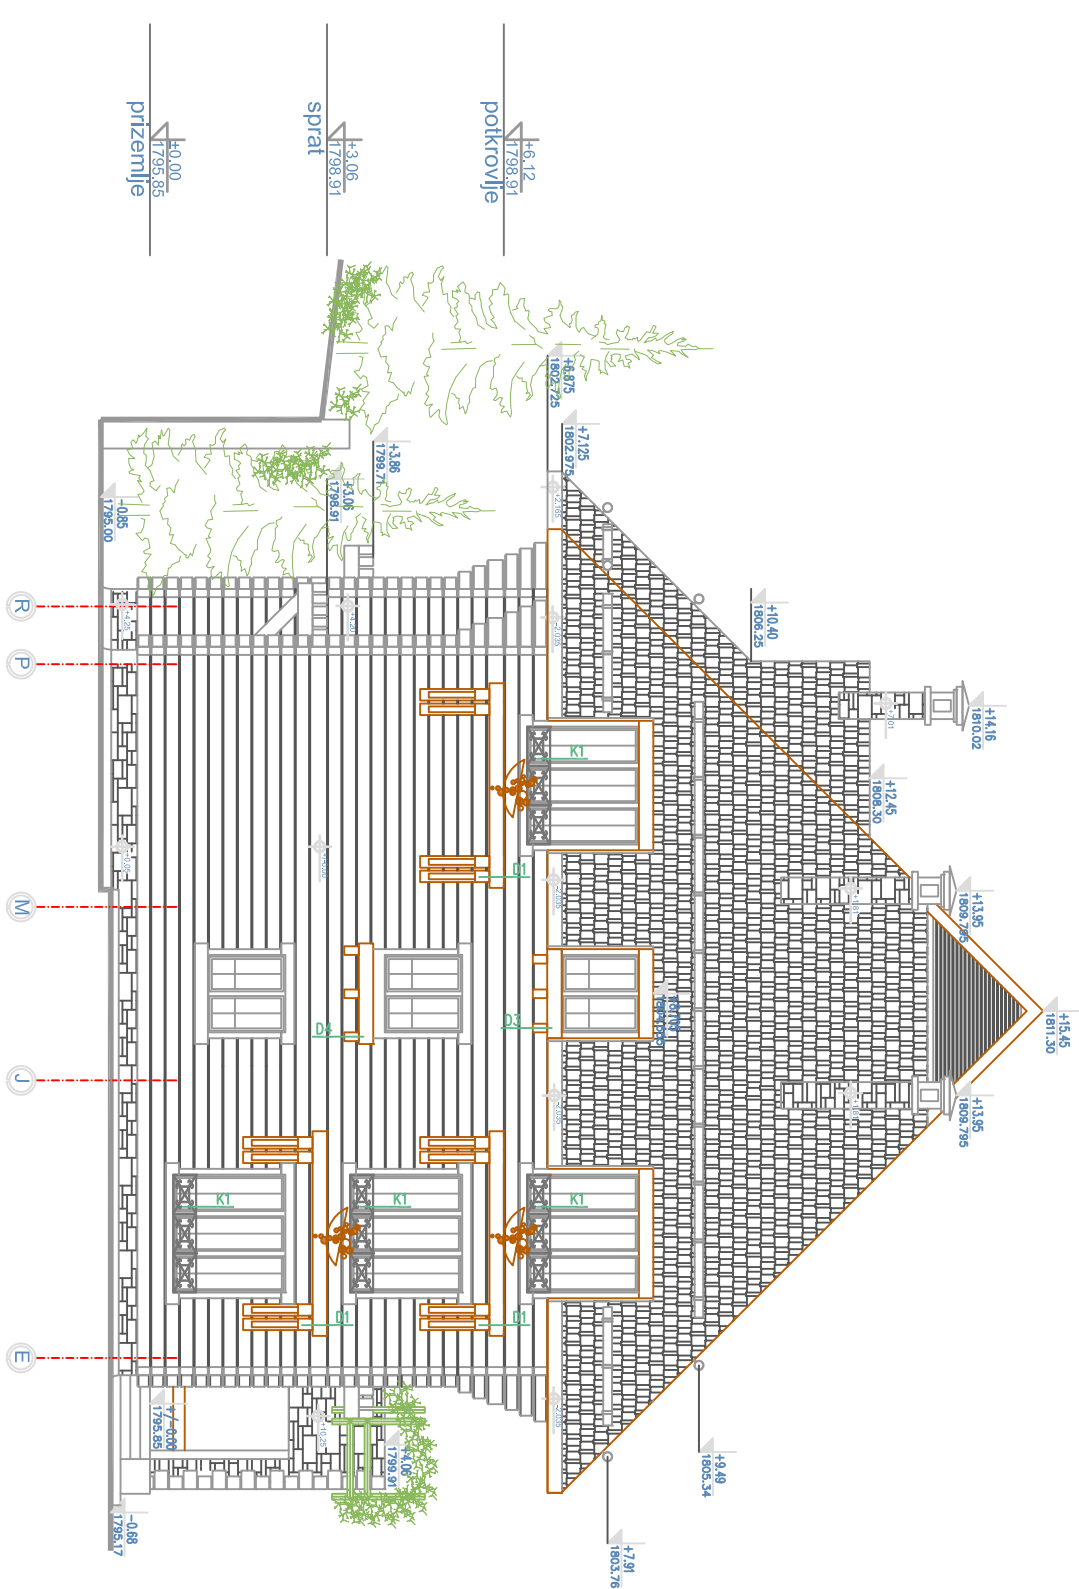 +6.12
1798.91
potkrovlje
+3.06
1798.91
sprat
+0.00
1795.85
prizemlje
+15.45
1811.30
+14.16
1810.02
+13.95
1809.795
+13.95
1809.795
+12.45
1808.30
+10.40
1806.25
+9.49
1805.34
+7.91
1803.76
+7.125
1802.975
+6.875
1802.725
+3.86
1799.71
+3.06
1798.91
-0.85
1795.00
+4.06
1799.91
+/-0.00
1795.85
-0.68
1795.17
K1
K1
K1
K1
D1
D1
D1
D3
D4
R
P
M
J
E